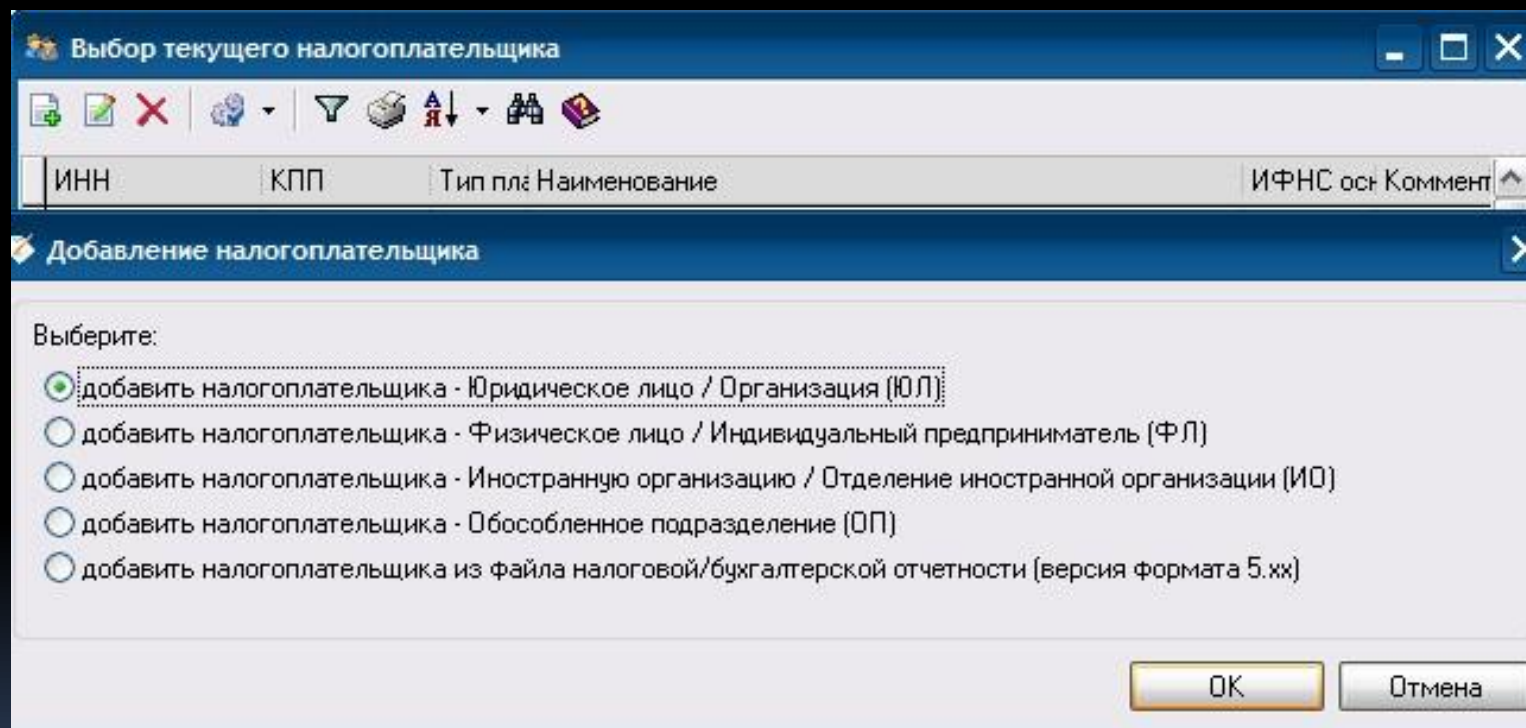 Выбор текущего налогоплательщика
ИНН КПП Тип пла Наименование ИФНС осн Коммент
Добавление налогоплательщика
Выберите:
добавить налогоплательщика - Юридическое лицо / Организация (ЮЛ)
добавить налогоплательщика - Физическое лицо / Индивидуальный предприниматель (ФЛ)
добавить налогоплательщика - Иностранную организацию / Отделение иностранной организации (ИО)
добавить налогоплательщика - Обособленное подразделение (ОП)
добавить налогоплательщика из файла налоговой/бухгалтерской отчетности (версия формата 5.xx)
ОК Отмена